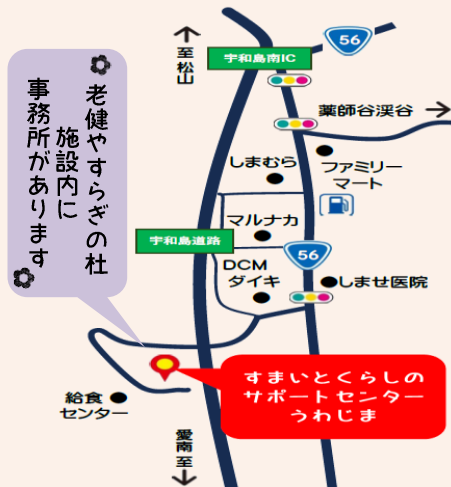 56
至松山
宇和島南IC
老健やすらぎの杜
施設内に
事務所があります
薬師谷渓谷
しまむら
ファミリー
マート
マルナカ
宇和島道路
56
DCM
ダイキ
しませ医院
すまいとくらしの
サポートセンター
うわじま
給食
センター
愛南至